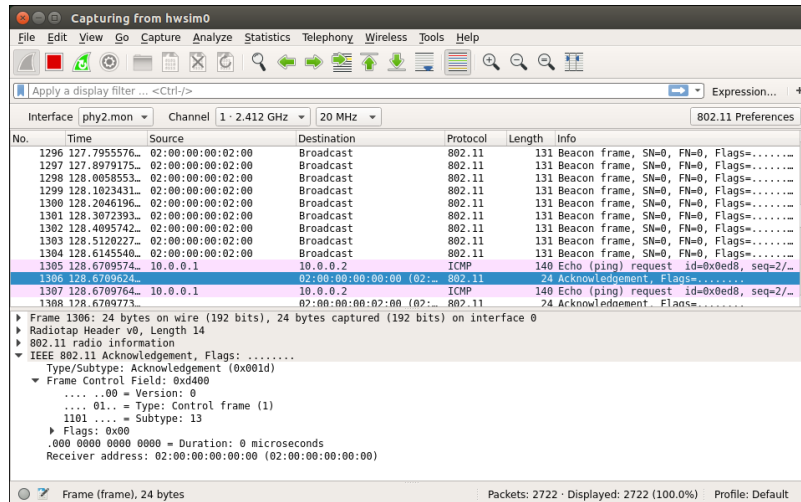 Capturing from hwsim0
File Edit View Go Capture Analyze Statistics Telephony Wireless Tools Help
Apply a display filter ... <Ctrl-/> Expression... +
Interface phy2.mon Channel 1 · 2.412 GHz 20 MHz 802.11 Preferences
No. Time Source Destination Protocol Length Info
1296 127.7955576… 02:00:00:00:02:00 Broadcast 802.11 131 Beacon frame, SN=0, FN=0, Flags=.......…
1297 127.8979175… 02:00:00:00:02:00 Broadcast 802.11 131 Beacon frame, SN=0, FN=0, Flags=.......…
1298 128.0058553… 02:00:00:00:02:00 Broadcast 802.11 131 Beacon frame, SN=0, FN=0, Flags=.......…
1299 128.1023431… 02:00:00:00:02:00 Broadcast 802.11 131 Beacon frame, SN=0, FN=0, Flags=.......…
1300 128.2046196… 02:00:00:00:02:00 Broadcast 802.11 131 Beacon frame, SN=0, FN=0, Flags=.......…
1301 128.3072393… 02:00:00:00:02:00 Broadcast 802.11 131 Beacon frame, SN=0, FN=0, Flags=.......…
1302 128.4095742… 02:00:00:00:02:00 Broadcast 802.11 131 Beacon frame, SN=0, FN=0, Flags=.......…
1303 128.5120227… 02:00:00:00:02:00 Broadcast 802.11 131 Beacon frame, SN=0, FN=0, Flags=.......…
1304 128.6145540… 02:00:00:00:02:00 Broadcast 802.11 131 Beacon frame, SN=0, FN=0, Flags=.......…
1305 128.6709574… 10.0.0.1 10.0.0.2 ICMP 140 Echo (ping) request id=0x0ed8, seq=2/…
1306 128.6709624… 02:00:00:00:00:00 (02:… 802.11 24 Acknowledgement, Flags=........
1307 128.6709764… 10.0.0.1 10.0.0.2 ICMP 140 Echo (ping) request id=0x0ed8, seq=2/…
1308 128.6709773… 02:00:00:00:02:00 (02:… 802.11 24 Acknowledgement, Flags=........
Frame 1306: 24 bytes on wire (192 bits), 24 bytes captured (192 bits) on interface 0
Radiotap Header v0, Length 14
802.11 radio information
IEEE 802.11 Acknowledgement, Flags: ........
Type/Subtype: Acknowledgement (0x001d)
Frame Control Field: 0xd400
.... ..00 = Version: 0
.... 01.. = Type: Control frame (1)
1101 .... = Subtype: 13
Flags: 0x00
.000 0000 0000 0000 = Duration: 0 microseconds
Receiver address: 02:00:00:00:00:00 (02:00:00:00:00:00)
Frame (frame), 24 bytes Packets: 2722 · Displayed: 2722 (100.0%) Profile: Default